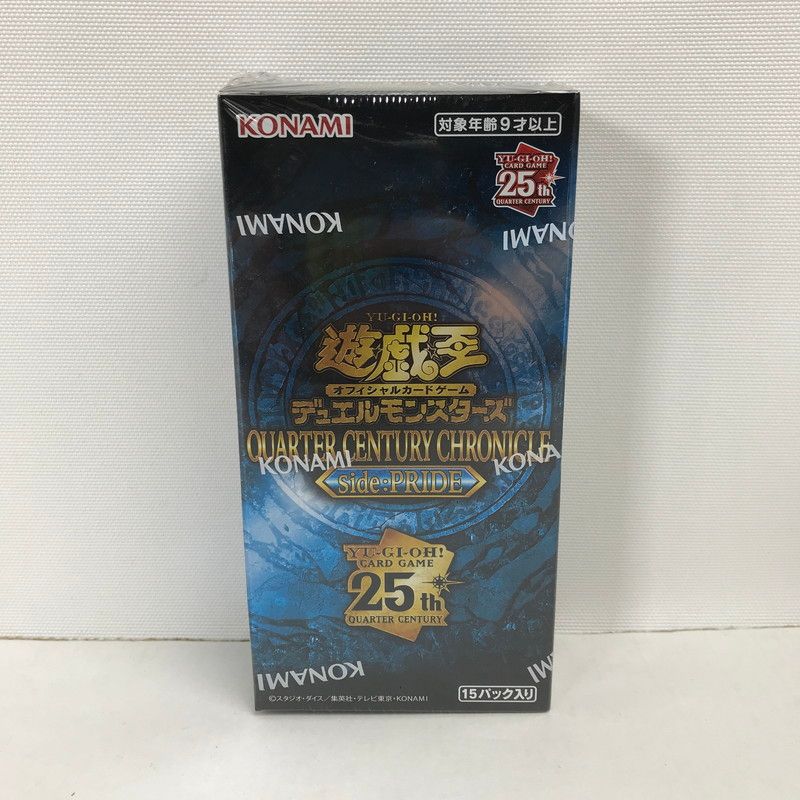 KONAMI
対象年齢9才以上
YU-GI-OH!
CARD GAME
25th
QUARTER CENTURY
KONAMI
KONAMI
YU-GI-OH!
遊戯王
オフィシャルカードゲーム
デュエルモンスターズ
QUARTER CENTURY CHRONICLE
KONAMI
KONA
side:PRIDE
YU-GI-OH!
CARD GAME
25th
QUARTER CENTURY
KONAMI
©スタジオ・ダイス/集英社・テレビ東京・KONAMI
15パック入り